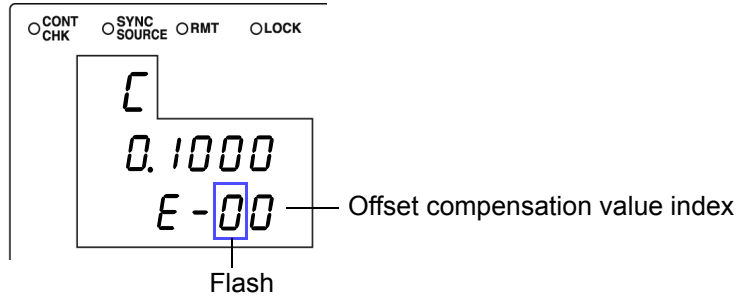 CONT CHK SYNC SOURCE RMT LOCK
C
0.1000
E-00 Offset compensation value index
Flash